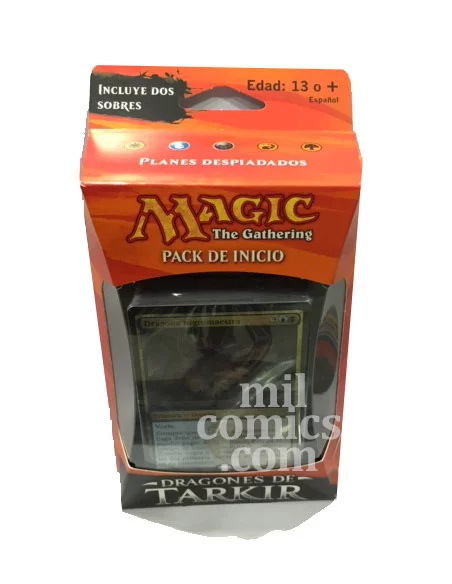 INCLUYE DOS
SOBRES
Edad: 13 o +
Español
PLANES DESPIADADOS
MAGIC
The Gathering
PACK DE INICIO
Vuela
mil
comics
.com
DRAGONES DE
TARKIR